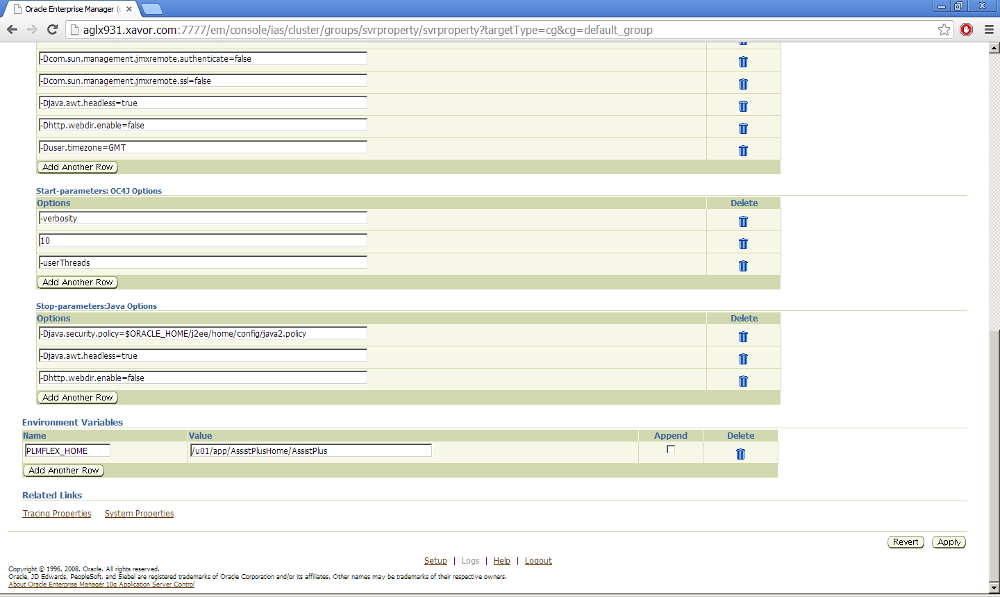 Oracle Enterprise Manager (
aglx931.xavor.com:7777/em/console/ias/cluster/groups/svrproperty/svrproperty?targetType=cg&cg=default_group
-Dcom.sun.management.jmxremote.authenticate=false
-Dcom.sun.management.jmxremote.ssl=false
-Djava.awt.headless=true
-Dhttp.webdir.enable=false
-Duser.timezone=GMT
Add Another Row
Start-parameters: OC4J Options
Options Delete
-verbosity
10
-userThreads
Add Another Row
Stop-parameters:Java Options
Options Delete
-Djava.security.policy=$ORACLE_HOME/j2ee/home/config/java2.policy
-Djava.awt.headless=true
-Dhttp.webdir.enable=false
Add Another Row
Environment Variables
Name Value Append Delete
PLMFLEX_HOME /u01/app/AssistPlusHome/AssistPlus
Add Another Row
Related Links
Tracing Properties System Properties
Revert Apply
Setup | Logs | Help | Logout
Copyright © 1996, 2008, Oracle. All rights reserved.
Oracle, JD Edwards, PeopleSoft, and Siebel are registered trademarks of Oracle Corporation and/or its affiliates. Other names may be trademarks of their respective owners.
About Oracle Enterprise Manager 10g Application Server Control